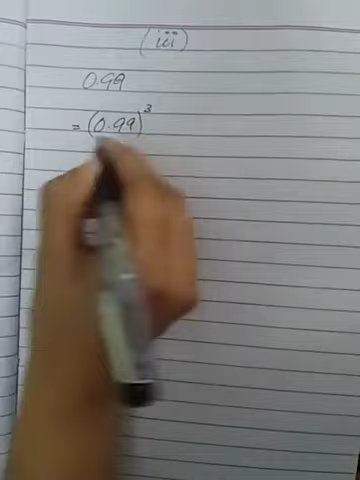 (iii)
0.99
= (0.99)³